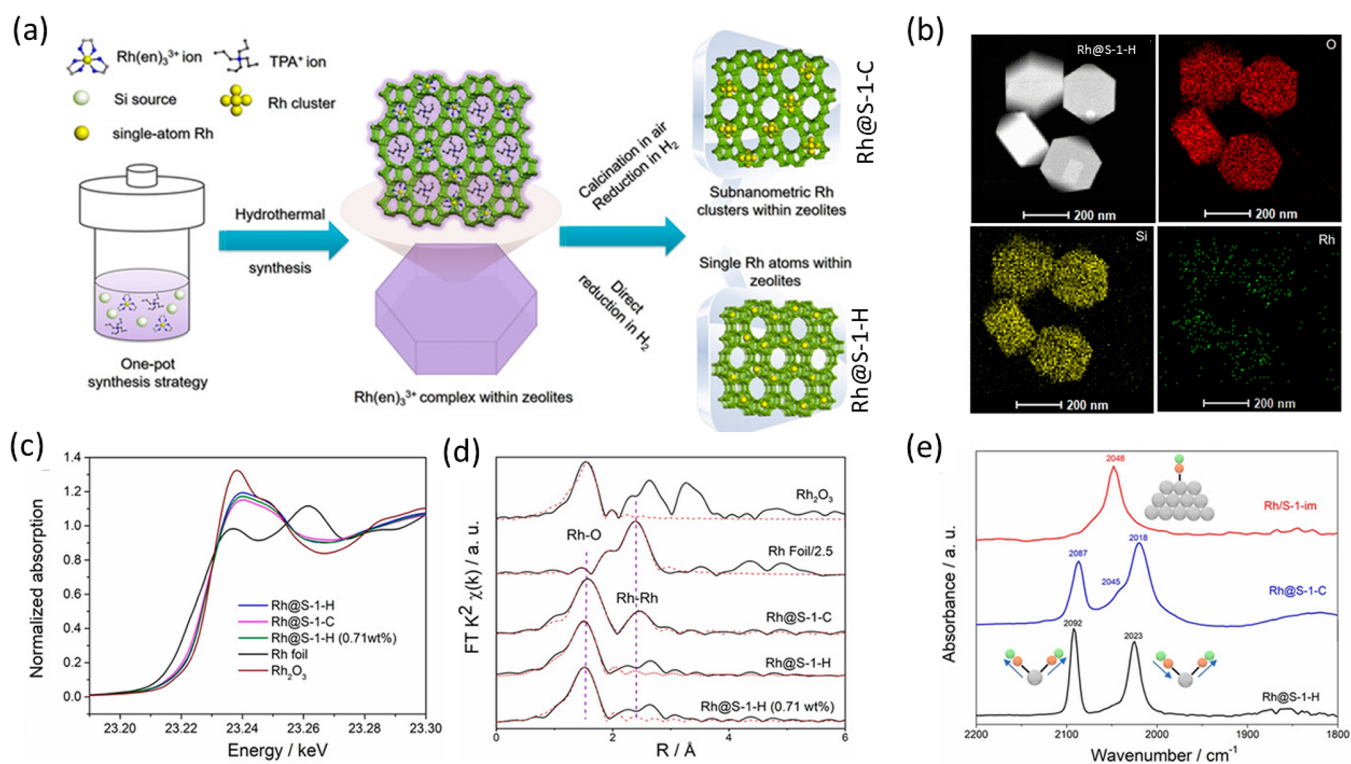 (a)
Rh(en)₃³⁺ ion
TPA⁺ ion
Si source
Rh cluster
single-atom Rh
Hydrothermal
synthesis
One-pot
synthesis strategy
Rh(en)₃³⁺ complex within zeolites
Calcination in air
Reduction in H₂
Direct
reduction in H₂
Subnanometric Rh
clusters within zeolites
Single Rh atoms within
zeolites
Rh@S-1-C
Rh@S-1-H
(b)
Rh@S-1-H
200 nm
O
200 nm
Si
200 nm
Rh
200 nm
(c)
Normalized absorption
1.4
1.2
1.0
0.8
0.6
0.4
0.2
0.0
Rh@S-1-H
Rh@S-1-C
Rh@S-1-H (0.71wt%)
Rh foil
Rh₂O₃
23.20
23.22
23.24
23.26
23.28
23.30
Energy / keV
(d)
FT K² χ(k) / a. u.
Rh₂O₃
Rh-O
Rh Foil/2.5
Rh-Rh
Rh@S-1-C
Rh@S-1-H
Rh@S-1-H (0.71 wt%)
0
1
2
3
4
5
6
R / Å
(e)
Absorbance / a. u.
2048
Rh/S-1-im
2087
2045
2018
Rh@S-1-C
2092
2023
Rh@S-1-H
2200
2100
2000
1900
1800
Wavenumber / cm⁻¹